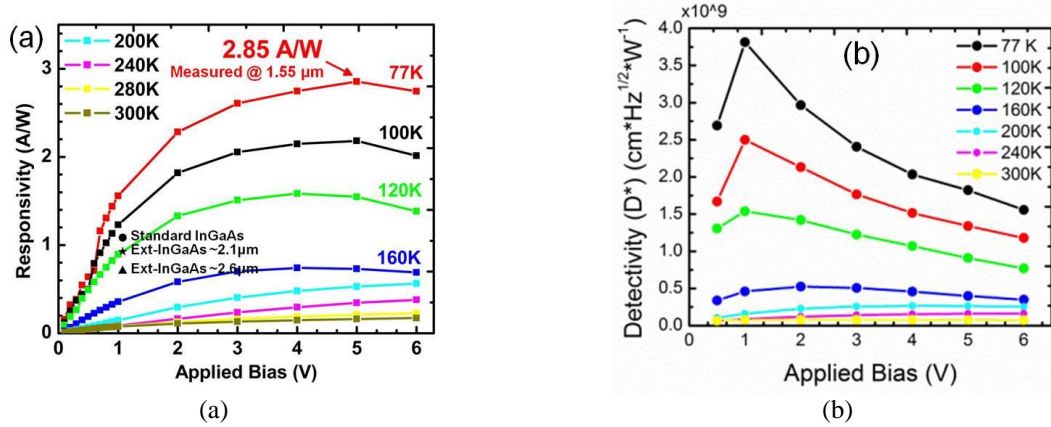 (a)
200K
240K
280K
300K
2.85 A/W
Measured @ 1.55 µm
77K
100K
120K
160K
Standard InGaAs
Ext-InGaAs ~2.1µm
Ext-InGaAs ~2.6µm
Responsivity (A/W)
3
2
1
0
0 1 2 3 4 5 6
Applied Bias (V)
(a)
x10^9
(b)
77 K
100K
120K
160K
200K
240K
300K
Detectivity (D*) (cm*Hz^1/2*W^-1)
4.0
3.5
3.0
2.5
2.0
1.5
1.0
0.5
0.0
0 1 2 3 4 5 6
Applied Bias (V)
(b)